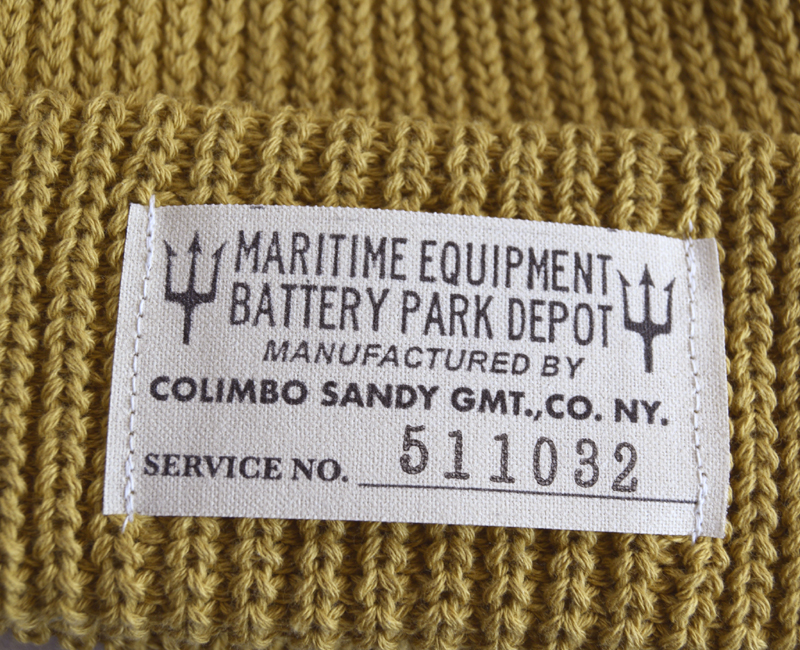 MARITIME EQUIPMENT
BATTERY PARK DEPOT
MANUFACTURED BY
COLIMBO SANDY GMT.,CO. NY.
SERVICE NO. 511032